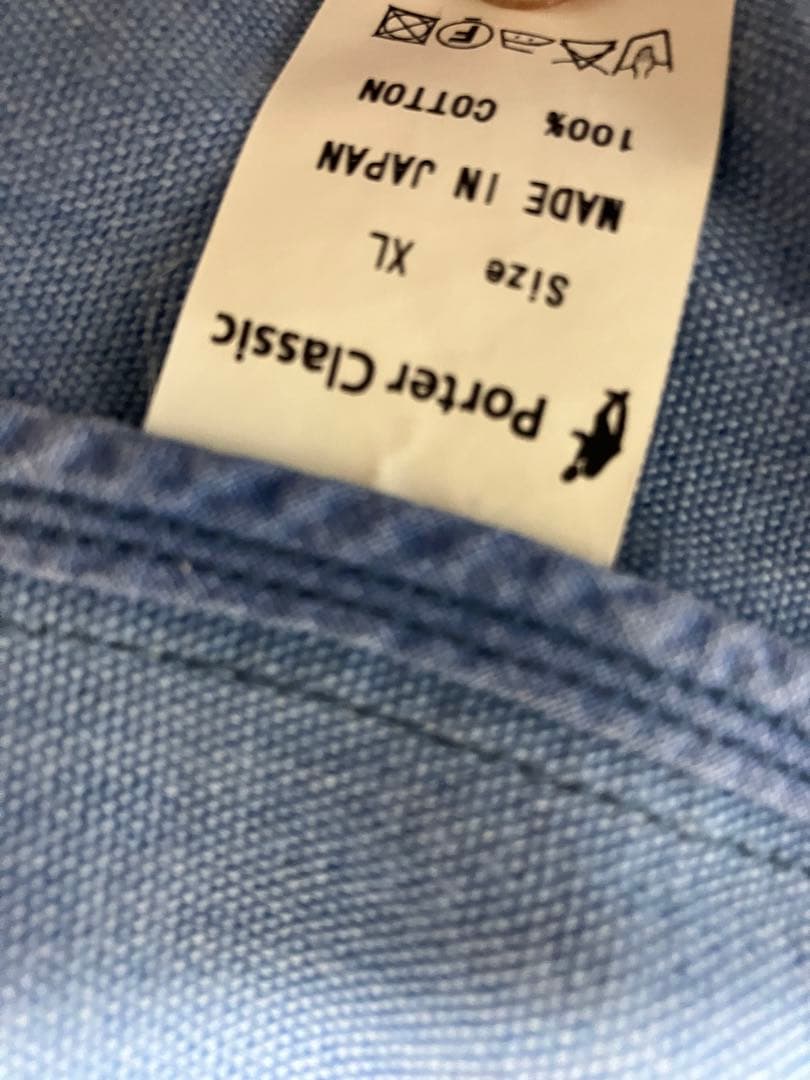 Porter Classic
Size XL
MADE IN JAPAN
100% COTTON
F